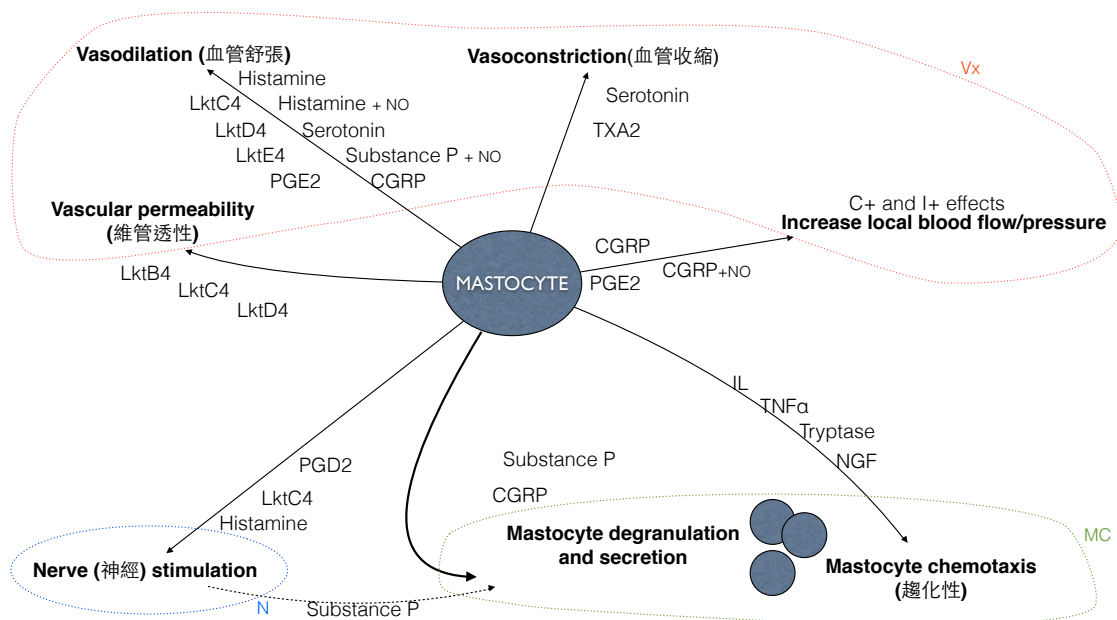 Vasodilation (血管舒張)
Histamine
LktC4
Histamine + NO
LktD4
Serotonin
LktE4
Substance P + NO
PGE2
CGRP
Vasoconstriction(血管收縮)
Serotonin
TXA2
Vx
Vascular permeability
(維管透性)
LktB4
LktC4
LktD4
MASTOCYTE
C+ and I+ effects
Increase local blood flow/pressure
CGRP
CGRP+NO
PGE2
IL
TNFα
Tryptase
NGF
PGD2
LktC4
Histamine
Substance P
CGRP
Nerve (神經) stimulation
N
Substance P
Mastocyte degranulation
and secretion
Mastocyte chemotaxis
(趨化性)
MC